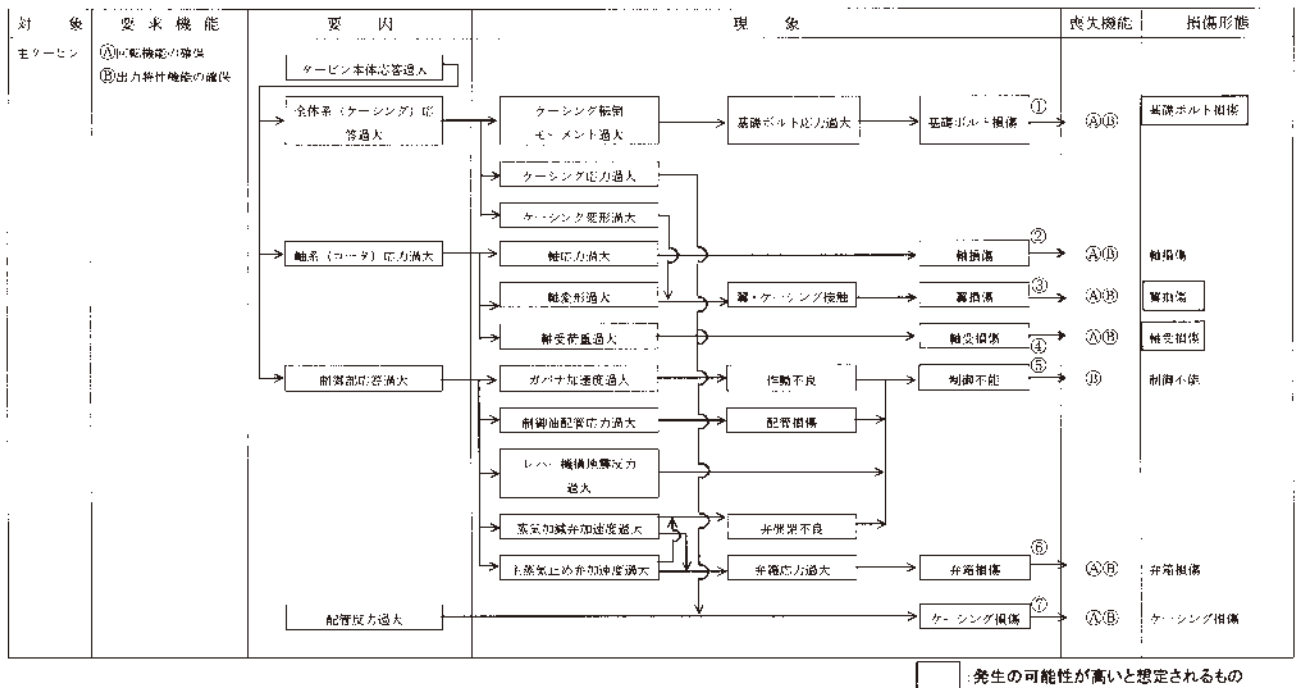 対 象 要 求 機 能 要 因 現 象 喪失機能 損傷形態
主タービン Ⓐ回転機能の確保
Ⓑ出力特性機能の確保
タービン本体応答過大
全体系（ケーシング）応
答過大
ケーシング転倒
モーメント過大
基礎ボルト応力過大
基礎ボルト損傷
①
ⒶⒷ
基礎ボルト損傷
ケーシング応力過大
ケーシング変形過大
軸系（ロータ）応力過大
軸応力過大
軸損傷
②
ⒶⒷ
軸損傷
軸変形過大
翼・ケーシング接触
翼損傷
③
ⒶⒷ
翼損傷
軸受荷重過大
軸受損傷
④
ⒶⒷ
軸受損傷
制御部応答過大
ガバナ加速度過大
作動不良
制御不能
⑤
Ⓑ
制御不能
制御油配管応力過大
配管損傷
レバー機構地震反力
過大
蒸気加減弁加速度過大
弁開閉不良
主蒸気止め弁加速度過大
弁箱応力過大
弁箱損傷
⑥
ⒶⒷ
弁箱損傷
配管反力過大
ケーシング損傷
⑦
ⒶⒷ
ケーシング損傷
：発生の可能性が高いと想定されるもの